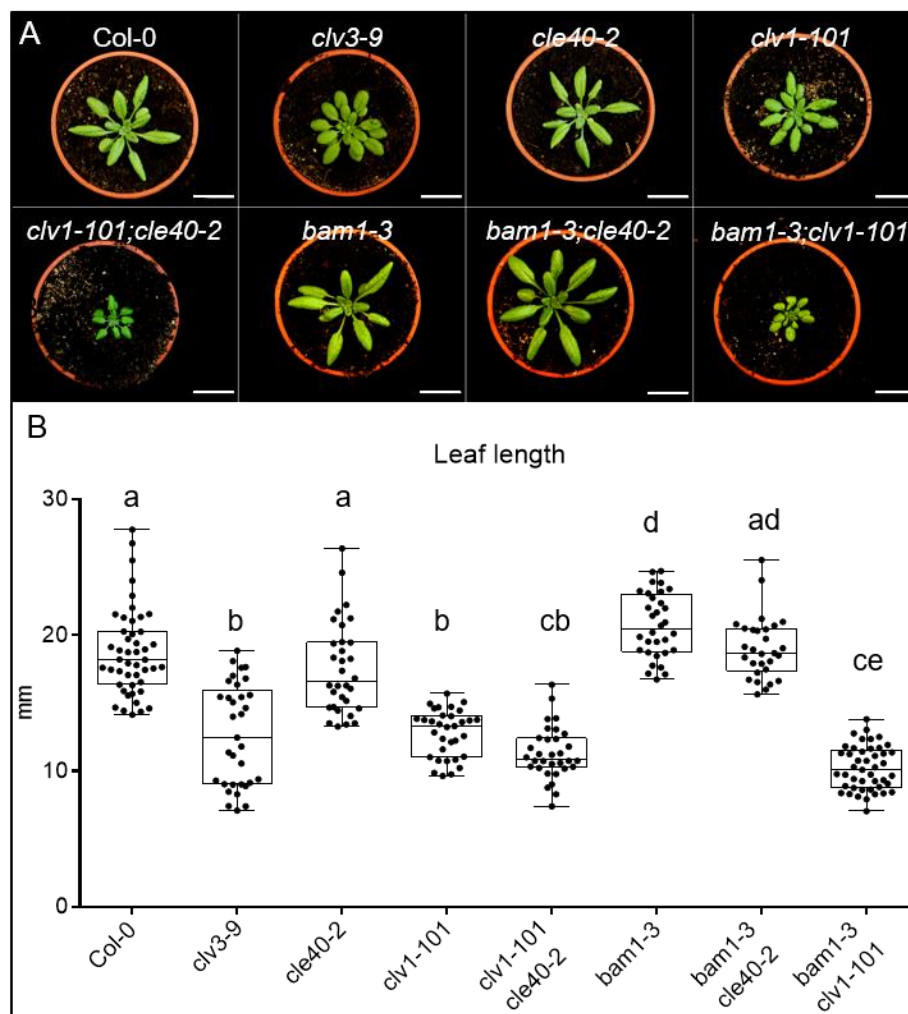 A
Col-0
clv3-9
cle40-2
clv1-101
clv1-101;cle40-2
bam1-3
bam1-3;cle40-2
bam1-3;clv1-101
B
Leaf length
mm
30
20
10
0
a
b
a
b
cb
d
ad
ce
Col-0
clv3-9
cle40-2
clv1-101
clv1-101
cle40-2
bam1-3
bam1-3
cle40-2
bam1-3
clv1-101